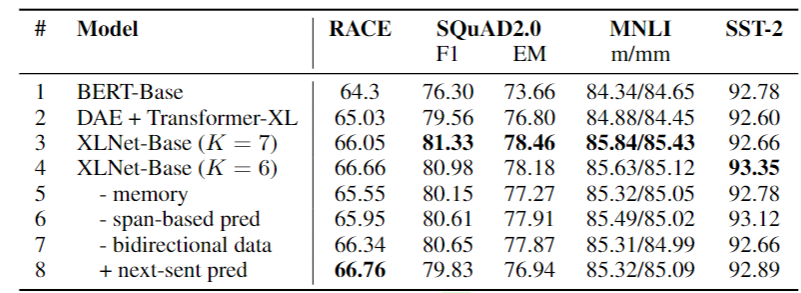 # Model RACE SQuAD2.0 MNLI SST-2
F1 EM m/mm
1 BERT-Base 64.3 76.30 73.66 84.34/84.65 92.78
2 DAE + Transformer-XL 65.03 79.56 76.80 84.88/84.45 92.60
3 XLNet-Base (K = 7) 66.05 81.33 78.46 85.84/85.43 92.66
4 XLNet-Base (K = 6) 66.66 80.98 78.18 85.63/85.12 93.35
5 - memory 65.55 80.15 77.27 85.32/85.05 92.78
6 - span-based pred 65.95 80.61 77.91 85.49/85.02 93.12
7 - bidirectional data 66.34 80.65 77.87 85.31/84.99 92.66
8 + next-sent pred 66.76 79.83 76.94 85.32/85.09 92.89